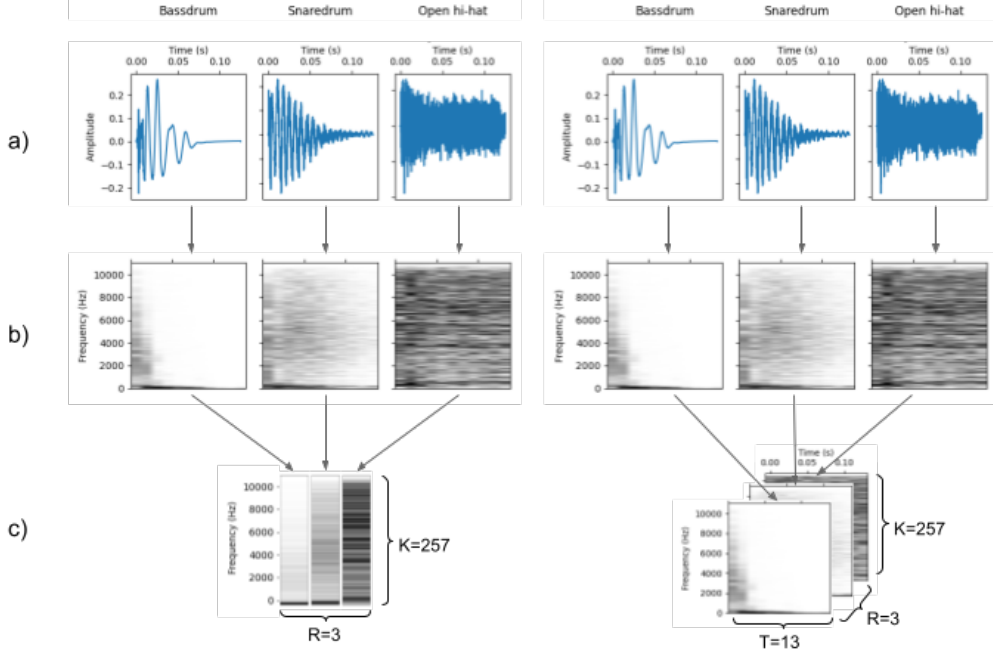 Bassdrum Snaredrum Open hi-hat Bassdrum Snaredrum Open hi-hat
Time (s) Time (s) Time (s) Time (s) Time (s) Time (s)
0.00 0.05 0.10 0.00 0.05 0.10 0.00 0.05 0.10 0.00 0.05 0.10 0.00 0.05 0.10 0.00 0.05 0.10
a)
Amplitude
0.2
0.1
0.0
−0.1
−0.2
Amplitude
0.2
0.1
0.0
−0.1
−0.2
b)
Frequency (Hz)
10000
8000
6000
4000
2000
0
Frequency (Hz)
10000
8000
6000
4000
2000
0
c)
Frequency (Hz)
10000
8000
6000
4000
2000
0
K=257
R=3
Time (s)
0.00 0.05 0.10
Frequency (Hz)
10000
8000
6000
4000
2000
0
K=257
R=3
T=13